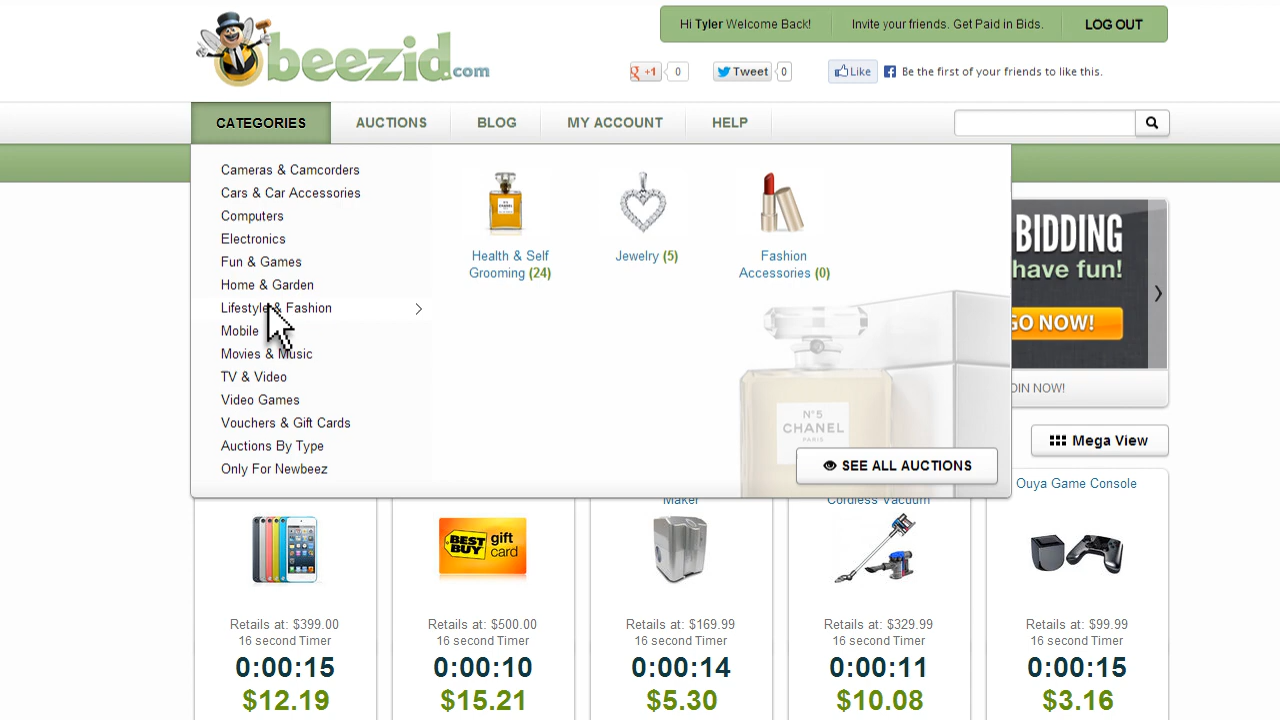 beezid.com
Hi Tyler Welcome Back!
Invite your friends. Get Paid in Bids.
LOG OUT
+1
0
Tweet
0
Like
Be the first of your friends to like this.
CATEGORIES
AUCTIONS
BLOG
MY ACCOUNT
HELP
Cameras & Camcorders
Cars & Car Accessories
Computers
Electronics
Fun & Games
Home & Garden
Lifestyle & Fashion
Mobile
Movies & Music
TV & Video
Video Games
Vouchers & Gift Cards
Auctions By Type
Only For Newbeez
Health & Self
Grooming (24)
Jewelry (5)
Fashion
Accessories (0)
N°5
CHANEL
PARIS
SEE ALL AUCTIONS
BIDDING
have fun!
GO NOW!
JOIN NOW!
Mega View
Maker
Cordless Vacuum
Ouya Game Console
BEST BUY
gift
card
Retails at: $399.00
16 second Timer
0:00:15
$12.19
Retails at: $500.00
16 second Timer
0:00:10
$15.21
Retails at: $169.99
16 second Timer
0:00:14
$5.30
Retails at: $329.99
16 second Timer
0:00:11
$10.08
Retails at: $99.99
16 second Timer
0:00:15
$3.16